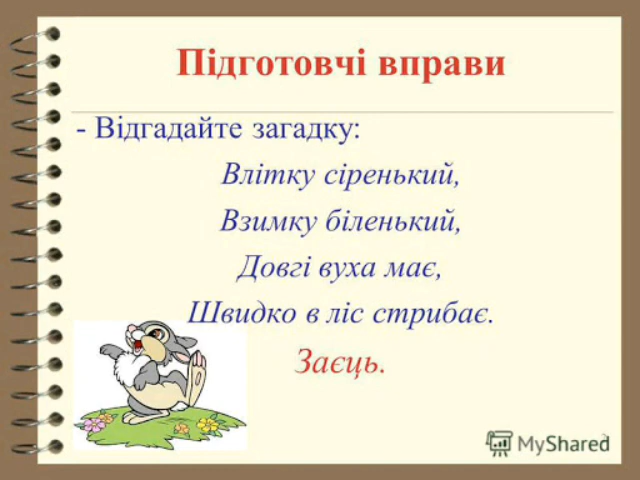 Підготовчі вправи
- Відгадайте загадку:
Влітку сіренький,
Взимку біленький,
Довгі вуха має,
Швидко в ліс стрибає.
Заєць.
MyShared